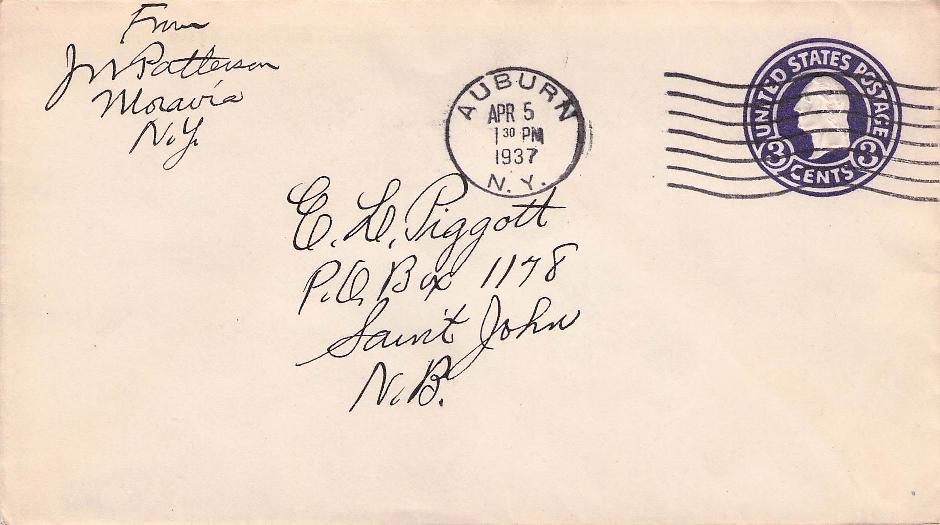 From
JM Patterson
Moravia
N.Y.
AUBURN
APR 5
1 30 PM
1937
N. Y.
UNITED STATES POSTAGE
3 3
CENTS
E. L. Piggott
P.O. Box 1178
Saint John
N.B.